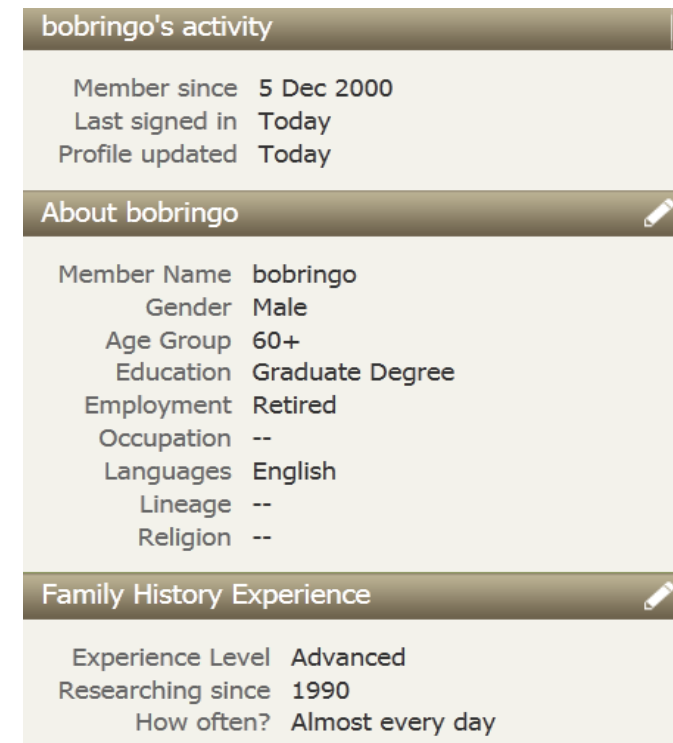 bobringo's activity
Member since 5 Dec 2000
Last signed in Today
Profile updated Today
About bobringo
Member Name bobringo
Gender Male
Age Group 60+
Education Graduate Degree
Employment Retired
Occupation --
Languages English
Lineage --
Religion --
Family History Experience
Experience Level Advanced
Researching since 1990
How often? Almost every day